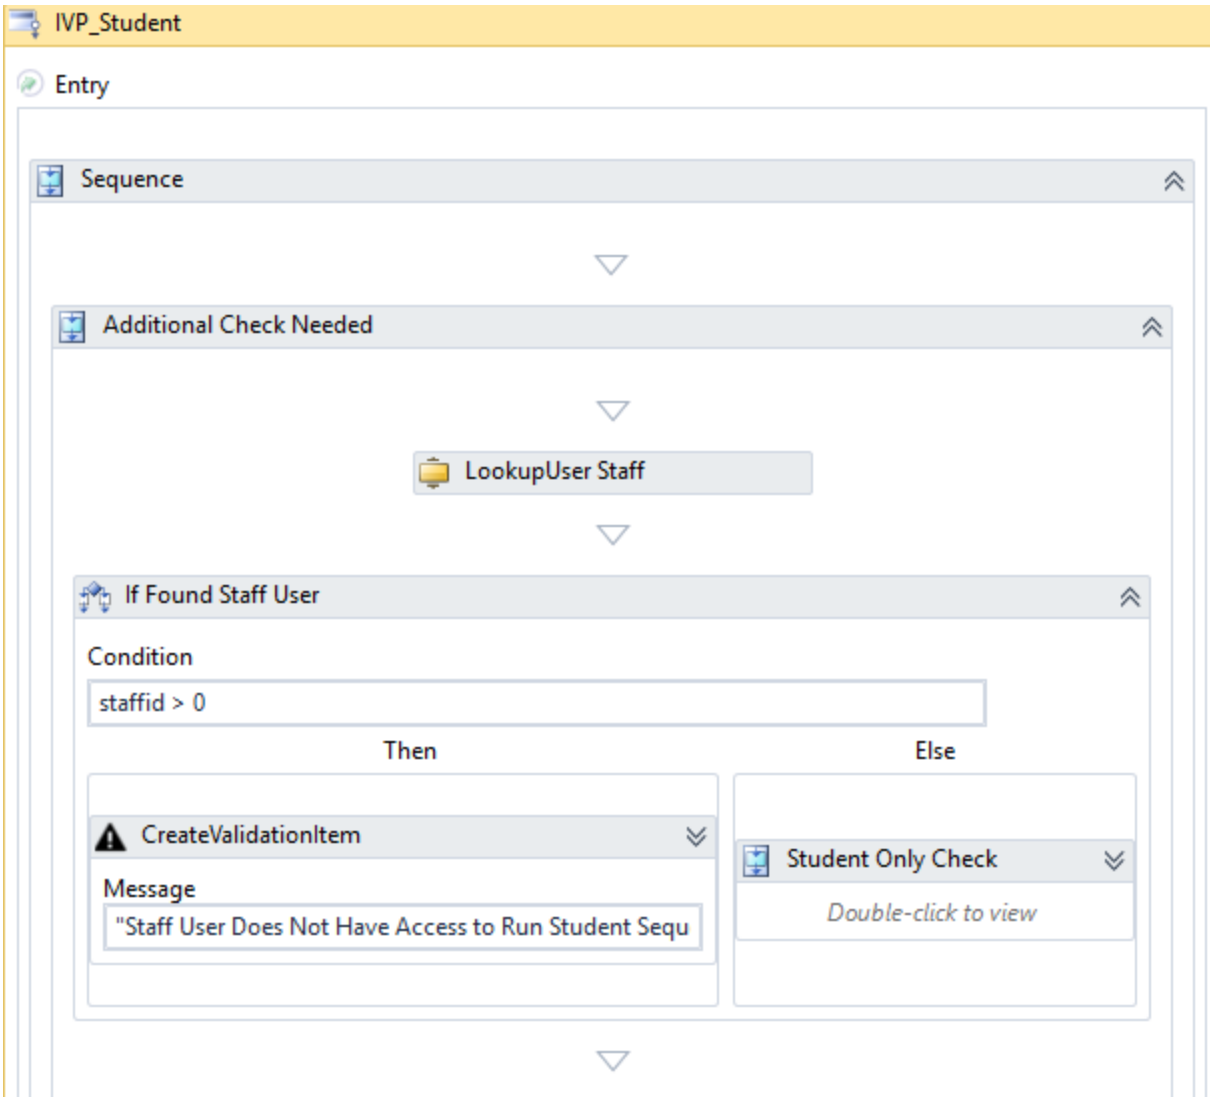 IVP_Student
Entry
Sequence
Additional Check Needed
LookupUser Staff
If Found Staff User
Condition
staffid > 0
Then
Else
CreateValidationItem
Message
"Staff User Does Not Have Access to Run Student Sequ
Student Only Check
Double-click to view